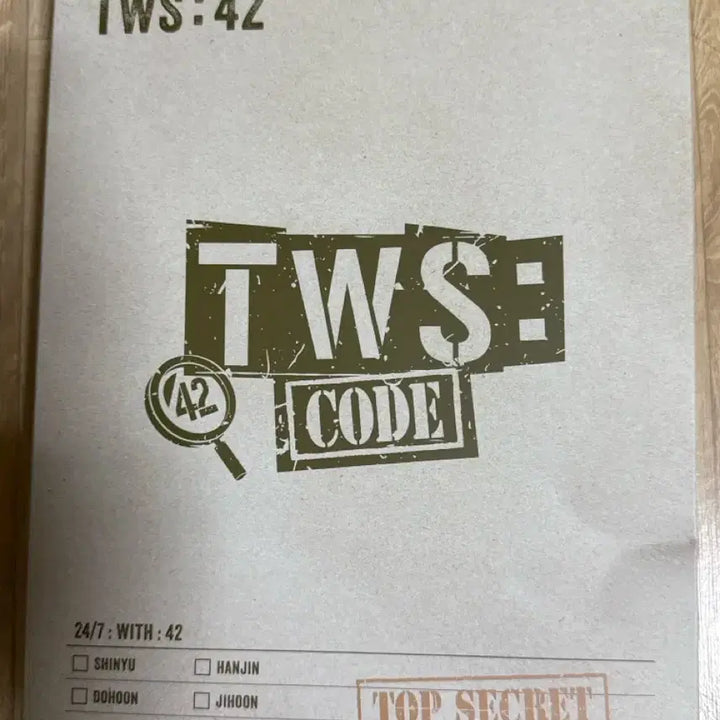 TWS : 42
TWS:
42
CODE
24/7 : WITH : 42
SHINYU
HANJIN
DOHOON
JIHOON
TOP SECRET